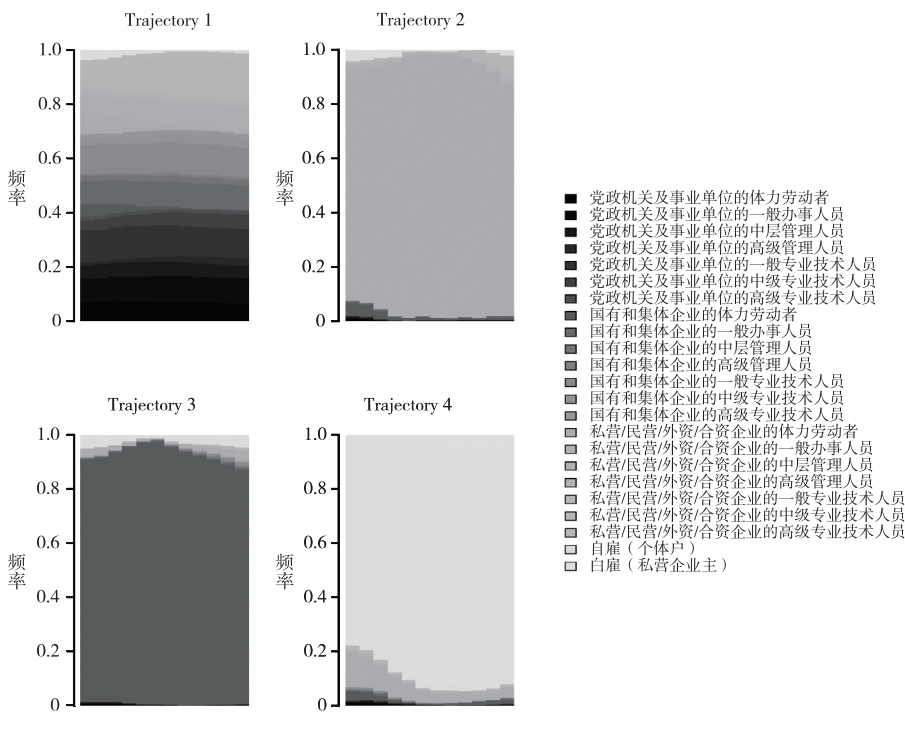 Trajectory 1
Trajectory 2
1.0
0.8
0.6
0.4
0.2
0
频率
1.0
0.8
0.6
0.4
0.2
0
频率
Trajectory 3
Trajectory 4
1.0
0.8
0.6
0.4
0.2
0
频率
1.0
0.8
0.6
0.4
0.2
0
频率
党政机关及事业单位的体力劳动者
党政机关及事业单位的一般办事人员
党政机关及事业单位的中层管理人员
党政机关及事业单位的高级管理人员
党政机关及事业单位的一般专业技术人员
党政机关及事业单位的中级专业技术人员
党政机关及事业单位的高级专业技术人员
国有和集体企业的体力劳动者
国有和集体企业的一般办事人员
国有和集体企业的中层管理人员
国有和集体企业的高级管理人员
国有和集体企业的一般专业技术人员
国有和集体企业的中级专业技术人员
国有和集体企业的高级专业技术人员
私营/民营/外资/合资企业的体力劳动者
私营/民营/外资/合资企业的一般办事人员
私营/民营/外资/合资企业的中层管理人员
私营/民营/外资/合资企业的高级管理人员
私营/民营/外资/合资企业的一般专业技术人员
私营/民营/外资/合资企业的中级专业技术人员
私营/民营/外资/合资企业的高级专业技术人员
自雇（个体户）
自雇（私营企业主）